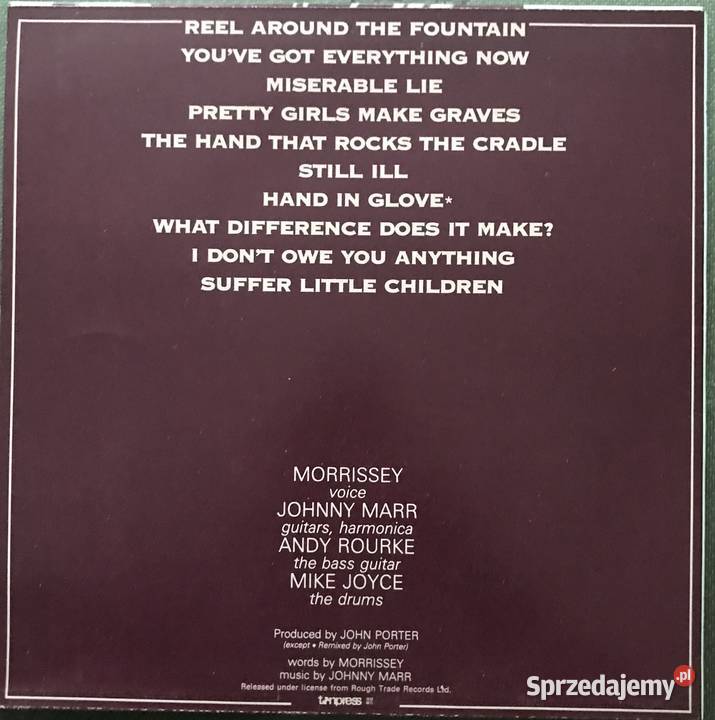 REEL AROUND THE FOUNTAIN
YOU'VE GOT EVERYTHING NOW
MISERABLE LIE
PRETTY GIRLS MAKE GRAVES
THE HAND THAT ROCKS THE CRADLE
STILL ILL
HAND IN GLOVE*
WHAT DIFFERENCE DOES IT MAKE?
I DON'T OWE YOU ANYTHING
SUFFER LITTLE CHILDREN
MORRISSEY
voice
JOHNNY MARR
guitars, harmonica
ANDY ROURKE
the bass guitar
MIKE JOYCE
the drums
Produced by JOHN PORTER
(except • Remixed by John Porter)
words by MORRISSEY
music by JOHNNY MARR
Released under license from Rough Trade Records Ltd.
tonpress
Sprzedajemy.pl